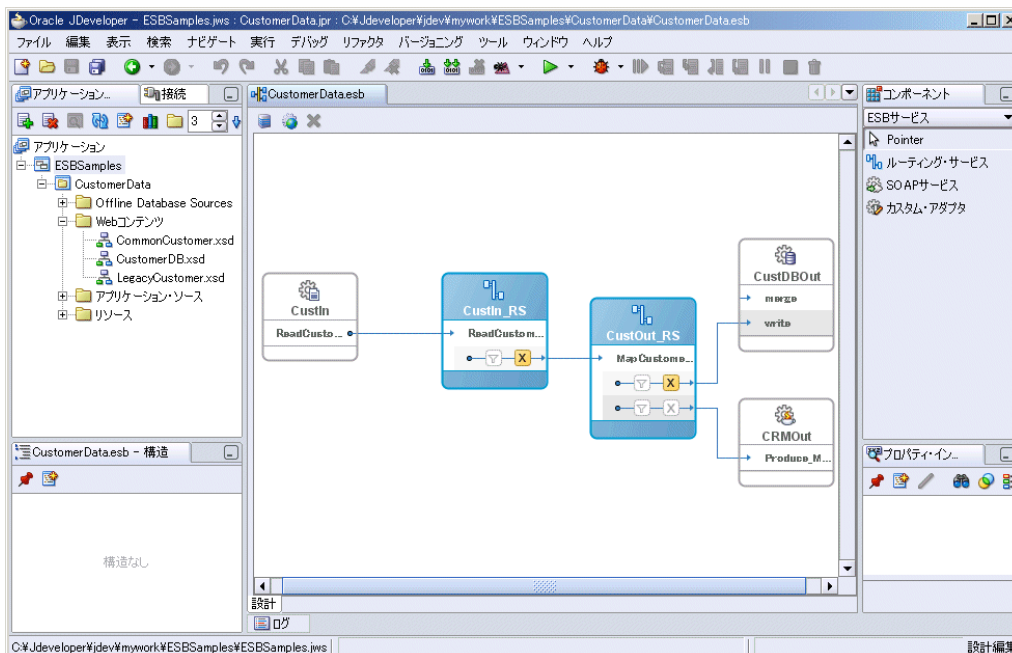 Oracle JDeveloper - ESBSamples.jws : CustomerData.jpr : C:¥Jdeveloper¥jdev¥mywork¥ESBSamples¥CustomerData¥CustomerData.esb
ファイル 編集 表示 検索 ナビゲート 実行 デバッグ リファクタ バージョニング ツール ウィンドウ ヘルプ
アプリケーション... 接続
3
アプリケーション
ESBSamples
CustomerData
Offline Database Sources
Webコンテンツ
CommonCustomer.xsd
CustomerDB.xsd
LegacyCustomer.xsd
アプリケーション・ソース
リソース
CustomerData.esb - 構造
構造なし
CustomerData.esb
CustIn
ReadCusto...
CustIn_RS
ReadCustom...
X
CustOut_RS
MapCustome...
X
X
CustDBOut
merge
write
CRMOut
Produce_M...
設計
ログ
コンポーネント
ESBサービス
Pointer
ルーティング・サービス
SOAPサービス
カスタム・アダプタ
プロパティ・イン...
C:¥Jdeveloper¥jdev¥mywork¥ESBSamples¥ESBSamples.jws
設計編集